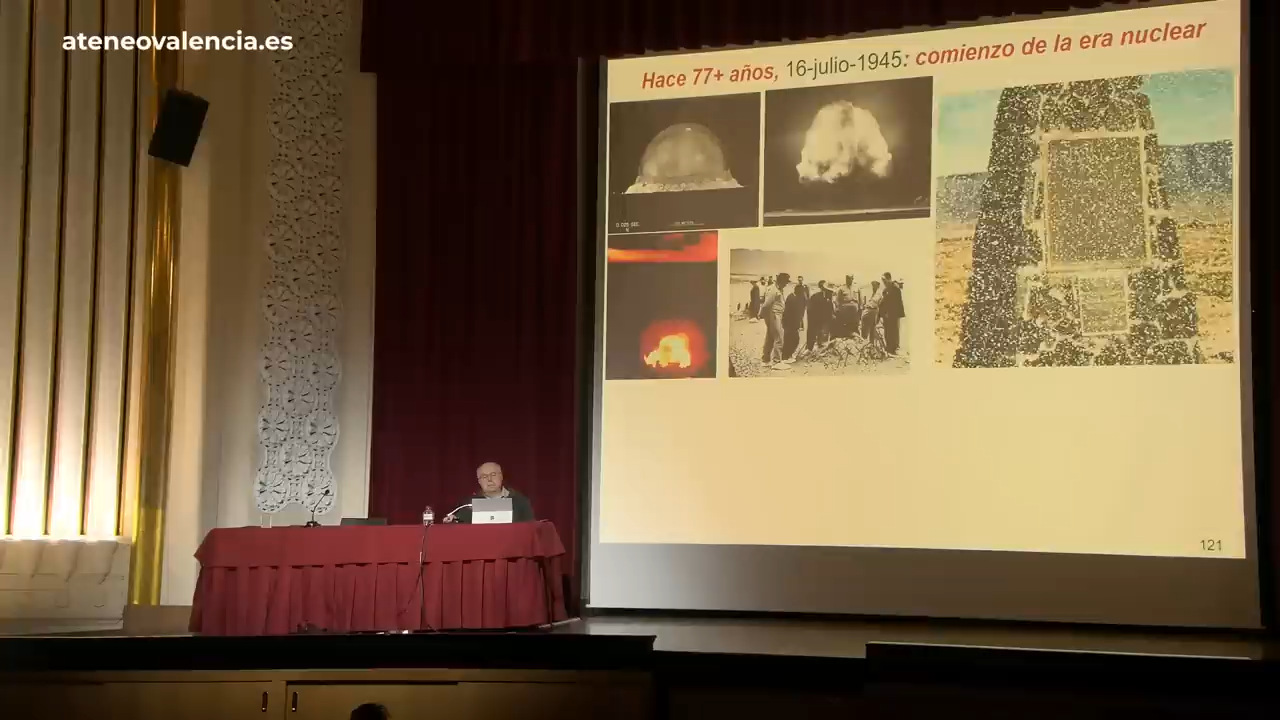 ateneovalencia.es
Hace 77+ años, 16-julio-1945: comienzo de la era nuclear
121